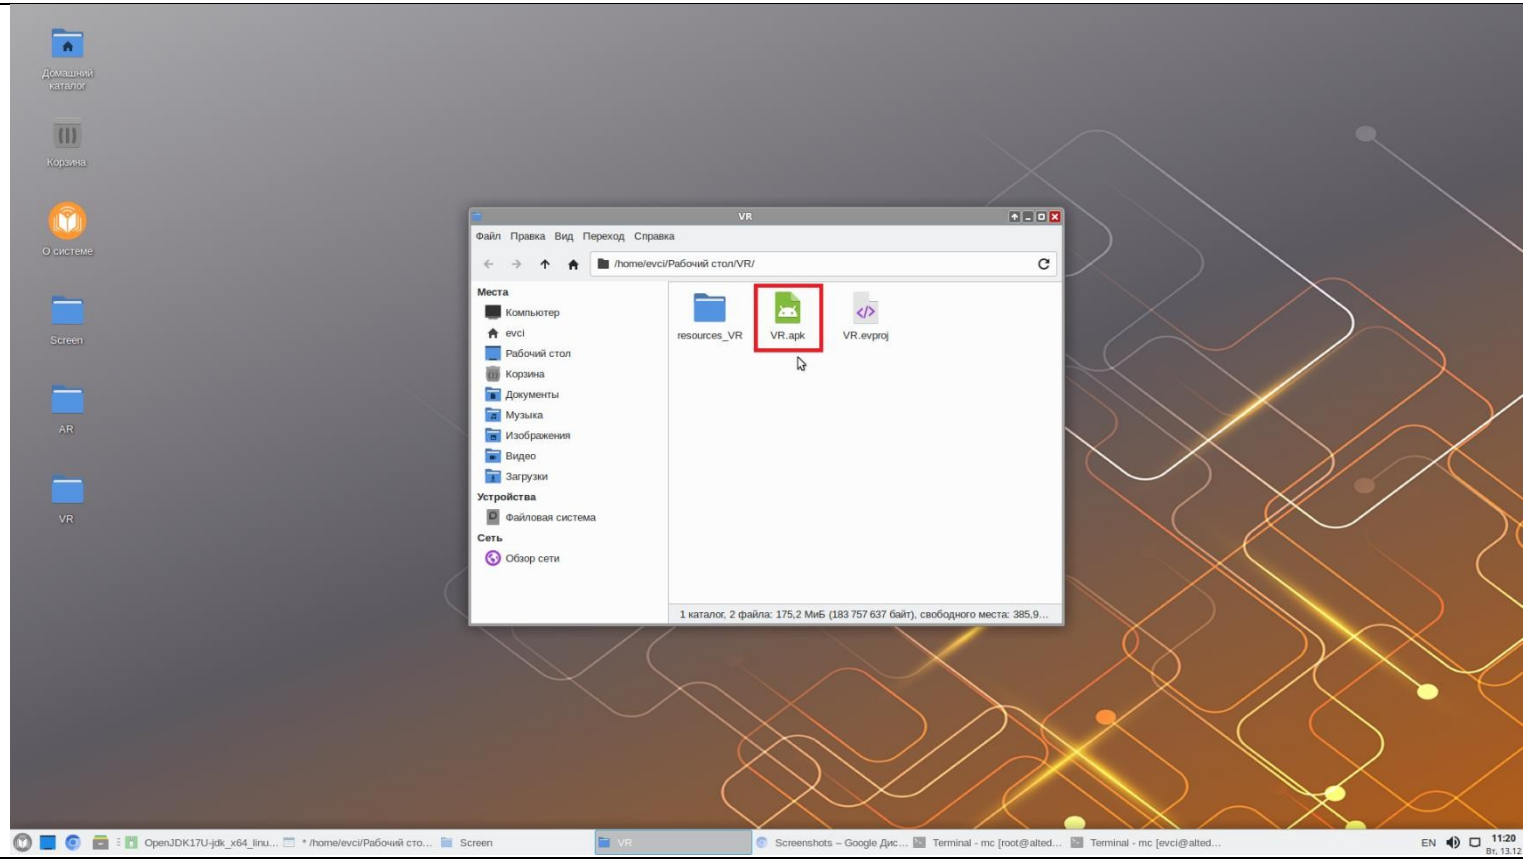 Домашний
каталог
Корзина
О системе
Screen
AR
VR
VR
Файл Правка Вид Переход Справка
/home/evci/Рабочий стол/VR/
Места
Компьютер
evci
Рабочий стол
Корзина
Документы
Музыка
Изображения
Видео
Загрузки
Устройства
Файловая система
Сеть
Обзор сети
resources_VR
VR.apk
VR.evproj
1 каталог, 2 файла: 175,2 МиБ (183 757 637 байт), свободного места: 385,9…
OpenJDK17U-jdk_x64_linu…
* /home/evci/Рабочий сто…
Screen
VR
Screenshots – Google Дис…
Terminal - mc [root@alted…
Terminal - mc [evci@alted…
EN
11:20
Вт, 13.12